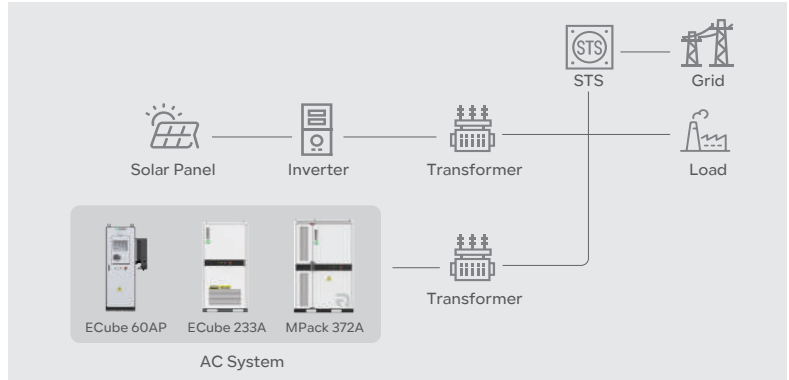 STS
STS
Grid
Solar Panel
Inverter
Transformer
Load
Transformer
ECube 60AP
ECube 233A
MPack 372A
AC System